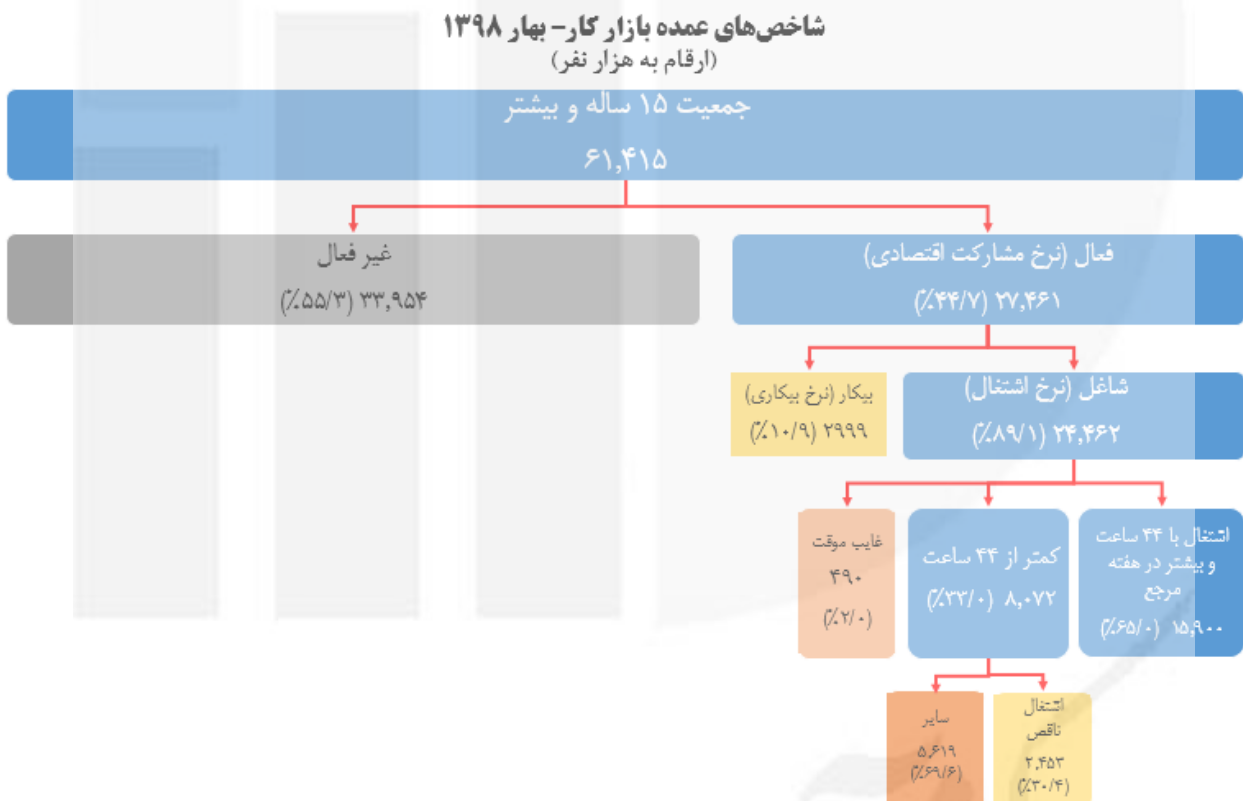 شاخص‌های عمده بازار کار- بهار ۱۳۹۸
(ارقام به هزار نفر)
جمعیت ۱۵ ساله و بیشتر
۶۱,۴۱۵
فعال (نرخ مشارکت اقتصادی)
۲۷,۴۶۱ (٪۴۴/۷)
غیر فعال
۳۳,۹۵۴ (٪۵۵/۳)
شاغل (نرخ اشتغال)
۲۴,۴۶۲ (٪۸۹/۱)
بیکار (نرخ بیکاری)
۲۹۹۹ (٪۱۰/۹)
اشتغال با ۴۴ ساعت
و بیشتر در هفته
مرجع
۱۵,۹۰۰ (٪۶۵/۰)
کمتر از ۴۴ ساعت
۸,۰۷۲ (٪۳۳/۰)
غایب موقت
۴۹۰
(٪۲/۰)
اشتغال
ناقص
۲,۴۵۳
(٪۳۰/۴)
سایر
۵,۶۱۹
(٪۶۹/۶)